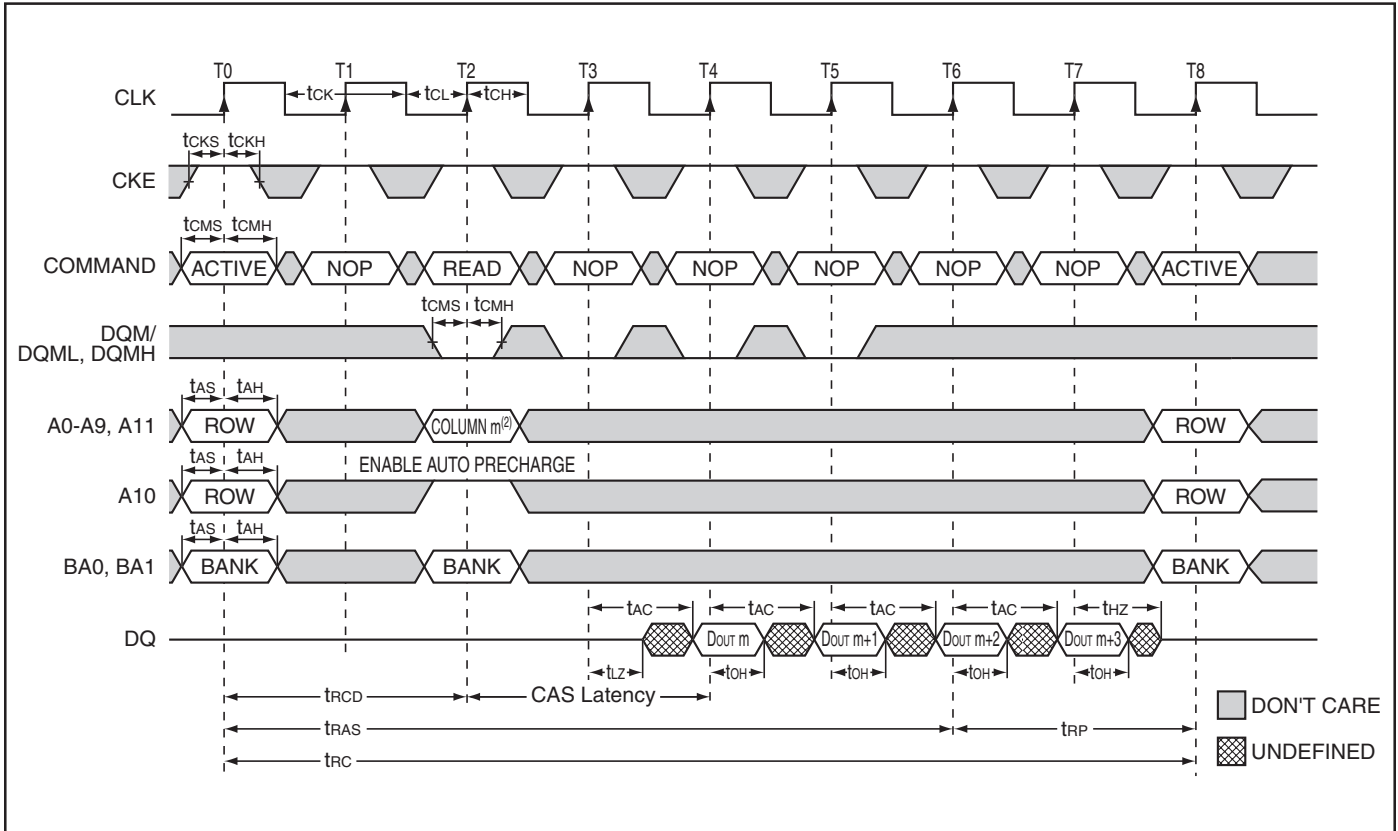 T0 T1 T2 T3 T4 T5 T6 T7 T8
CLK tCK tCL tCH
tCKS tCKH
CKE
tCMS tCMH
COMMAND ACTIVE NOP READ NOP NOP NOP NOP NOP ACTIVE
tCMS tCMH
DQM/
DQML, DQMH
tAS tAH
A0-A9, A11 ROW COLUMN m(2) ROW
tAS tAH ENABLE AUTO PRECHARGE
A10 ROW ROW
tAS tAH
BA0, BA1 BANK BANK BANK
tAC tAC tAC tAC tHZ
DQ DOUT m DOUT m+1 DOUT m+2 DOUT m+3
tLZ tOH tOH tOH tOH
tRCD CAS Latency
DON'T CARE
tRAS tRP
UNDEFINED
tRC